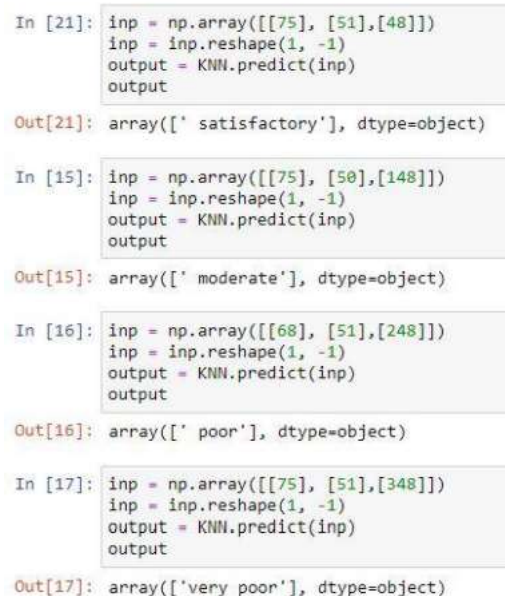 In [21]: inp = np.array([[75], [51],[48]])
inp = inp.reshape(1, -1)
output = KNN.predict(inp)
output
Out[21]: array([' satisfactory'], dtype=object)
In [15]: inp = np.array([[75], [50],[148]])
inp = inp.reshape(1, -1)
output = KNN.predict(inp)
output
Out[15]: array([' moderate'], dtype=object)
In [16]: inp = np.array([[68], [51],[248]])
inp = inp.reshape(1, -1)
output = KNN.predict(inp)
output
Out[16]: array([' poor'], dtype=object)
In [17]: inp = np.array([[75], [51],[348]])
inp = inp.reshape(1, -1)
output = KNN.predict(inp)
output
Out[17]: array(['very poor'], dtype=object)